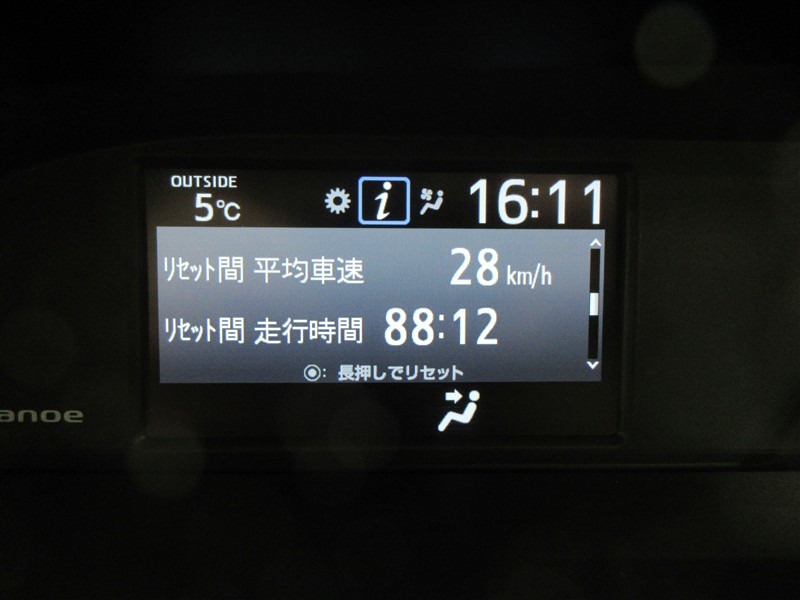 OUTSIDE
5℃
16:11
ﾘｾｯﾄ間 平均車速 28 km/h
ﾘｾｯﾄ間 走行時間 88:12
◉: 長押しでリセット
anoe